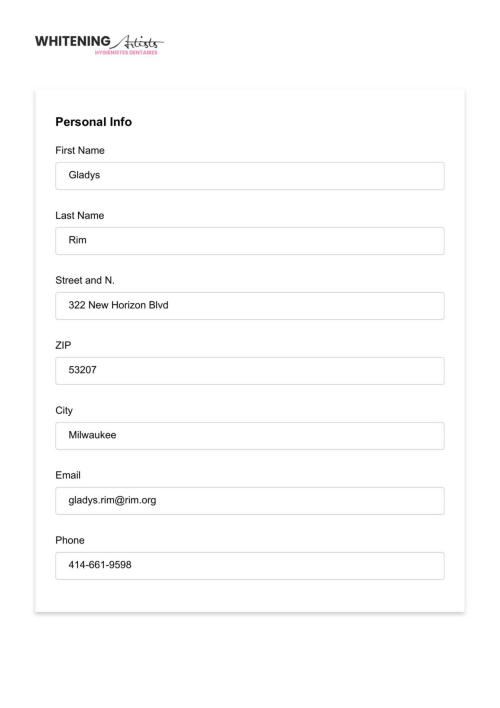 WHITENING Artists
HYGIÉNISTES DENTAIRES
Personal Info
First Name
Gladys
Last Name
Rim
Street and N.
322 New Horizon Blvd
ZIP
53207
City
Milwaukee
Email
gladys.rim@rim.org
Phone
414-661-9598